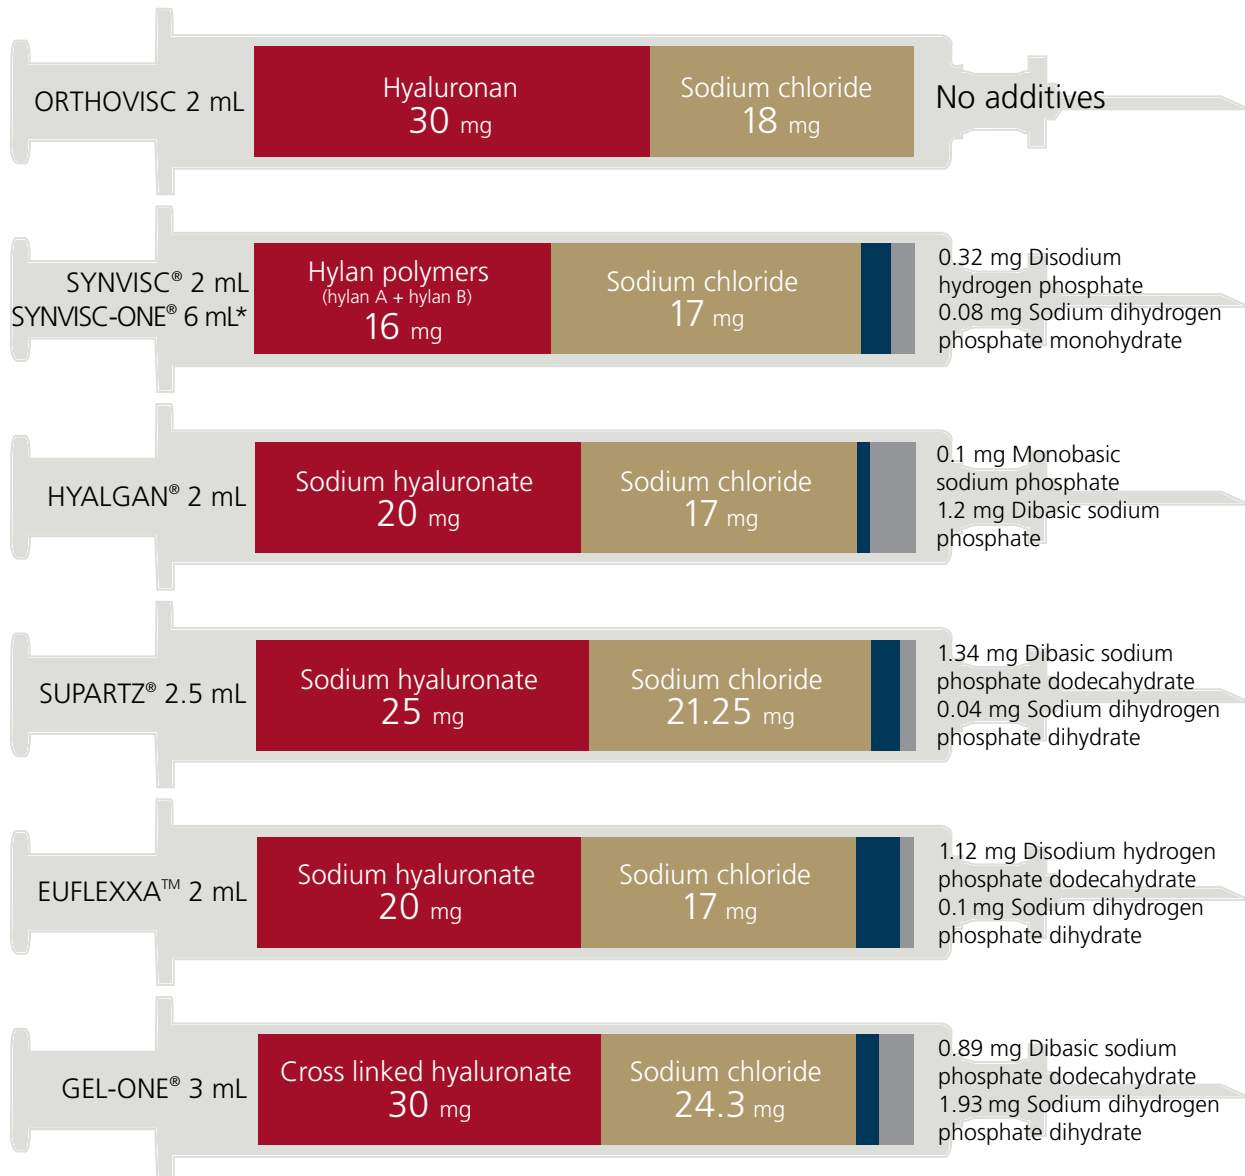 ORTHOVISC 2 mL
Hyaluronan
30 mg
Sodium chloride
18 mg
No additives
SYNVISC® 2 mL
SYNVISC-ONE® 6 mL*
Hylan polymers
(hylan A + hylan B)
16 mg
Sodium chloride
17 mg
0.32 mg Disodium
hydrogen phosphate
0.08 mg Sodium dihydrogen
phosphate monohydrate
HYALGAN® 2 mL
Sodium hyaluronate
20 mg
Sodium chloride
17 mg
0.1 mg Monobasic
sodium phosphate
1.2 mg Dibasic sodium
phosphate
SUPARTZ® 2.5 mL
Sodium hyaluronate
25 mg
Sodium chloride
21.25 mg
1.34 mg Dibasic sodium
phosphate dodecahydrate
0.04 mg Sodium dihydrogen
phosphate dihydrate
EUFLEXXA™ 2 mL
Sodium hyaluronate
20 mg
Sodium chloride
17 mg
1.12 mg Disodium hydrogen
phosphate dodecahydrate
0.1 mg Sodium dihydrogen
phosphate dihydrate
GEL-ONE® 3 mL
Cross linked hyaluronate
30 mg
Sodium chloride
24.3 mg
0.89 mg Dibasic sodium
phosphate dodecahydrate
1.93 mg Sodium dihydrogen
phosphate dihydrate